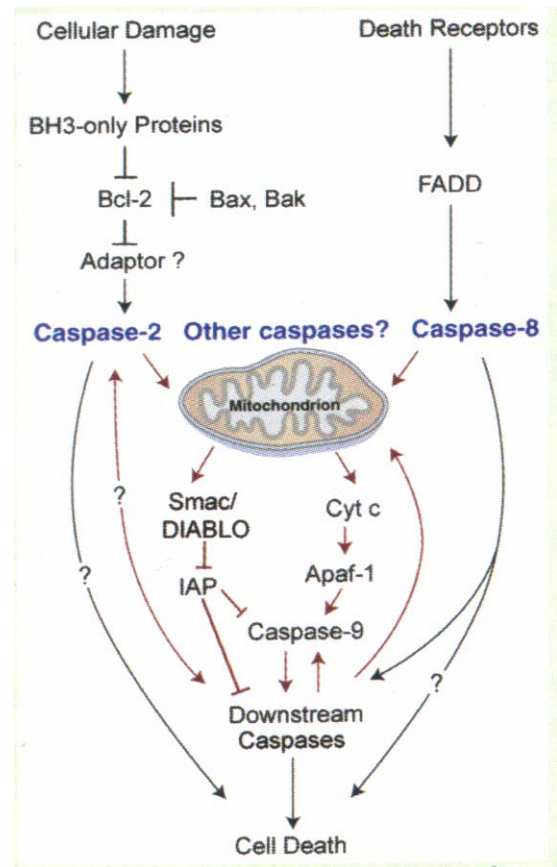 Cellular Damage
Death Receptors
BH3-only Proteins
Bcl-2
Bax, Bak
FADD
Adaptor ?
Caspase-2
Other caspases?
Caspase-8
Mitochondrion
Smac/
DIABLO
Cyt c
?
IAP
Apaf-1
?
Caspase-9
?
Downstream
Caspases
Cell Death